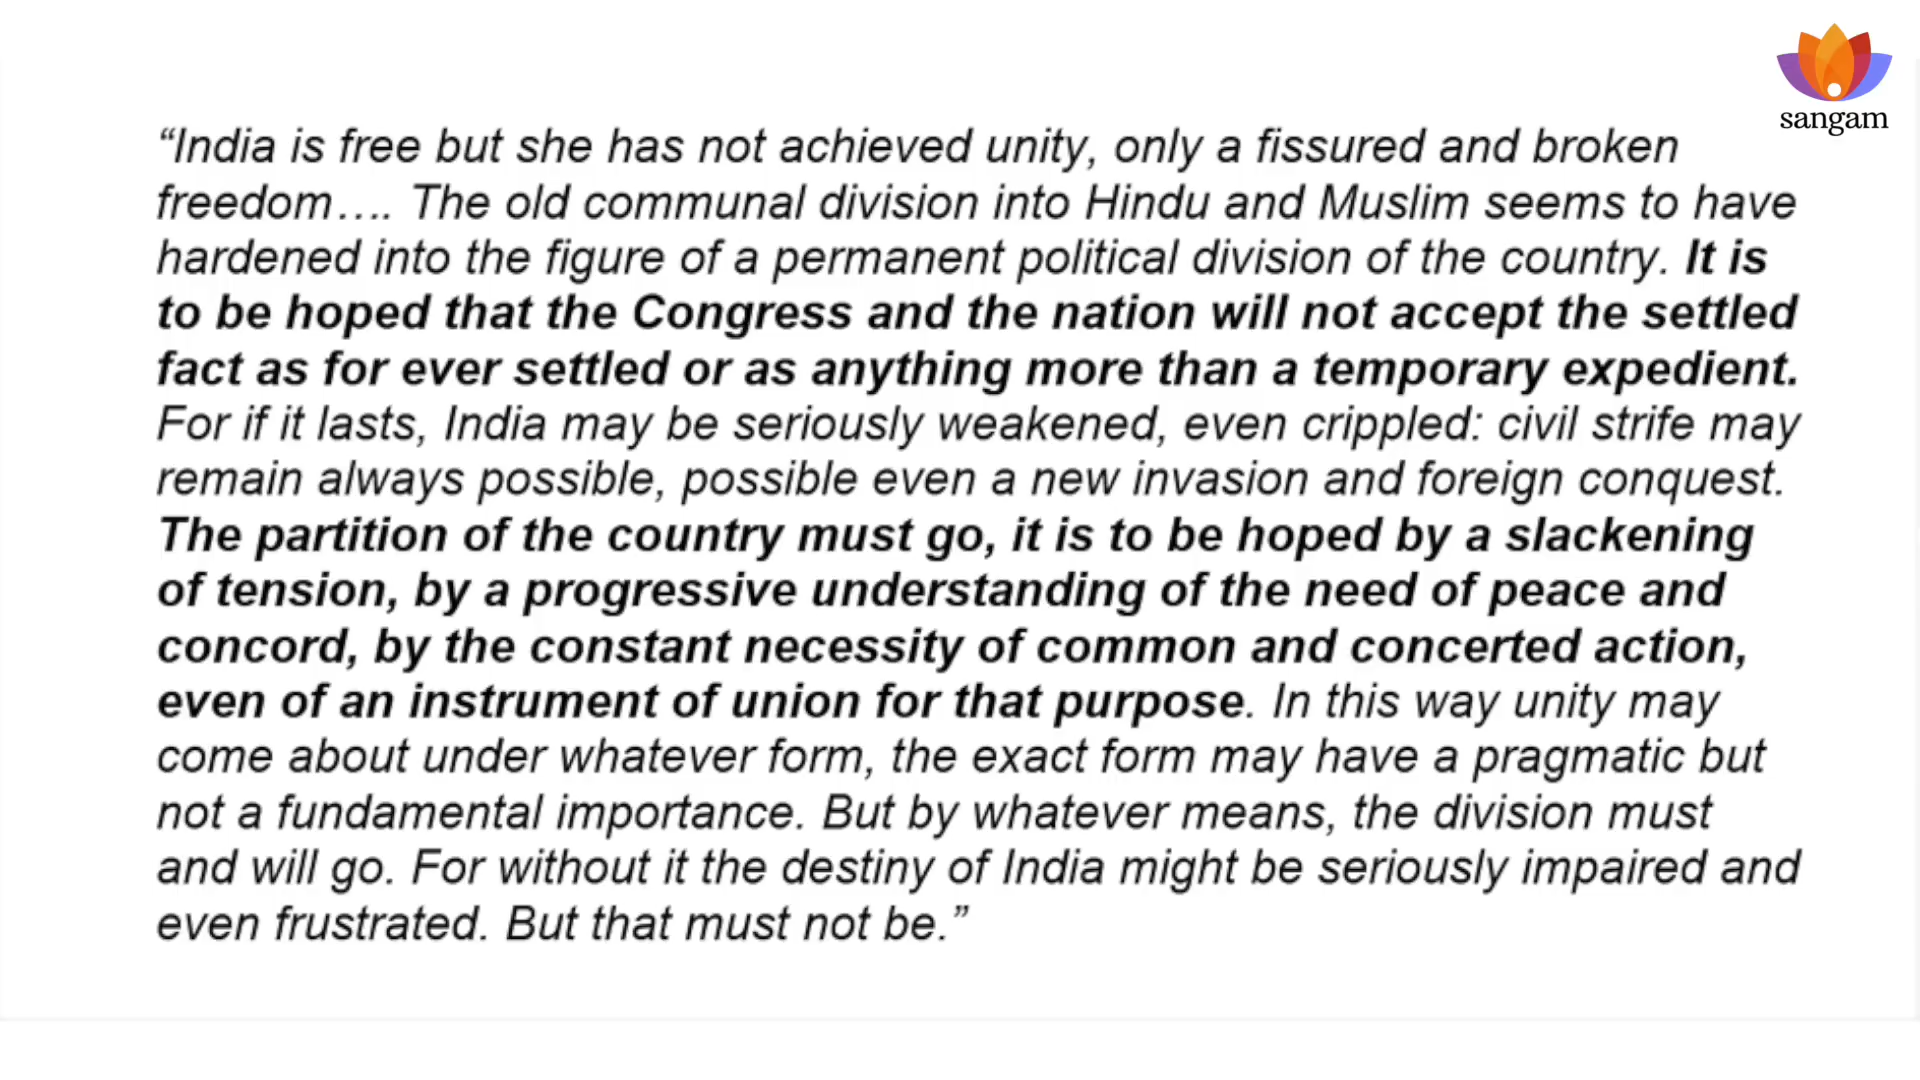 sangam
“India is free but she has not achieved unity, only a fissured and broken
freedom…. The old communal division into Hindu and Muslim seems to have
hardened into the figure of a permanent political division of the country. It is
to be hoped that the Congress and the nation will not accept the settled
fact as for ever settled or as anything more than a temporary expedient.
For if it lasts, India may be seriously weakened, even crippled: civil strife may
remain always possible, possible even a new invasion and foreign conquest.
The partition of the country must go, it is to be hoped by a slackening
of tension, by a progressive understanding of the need of peace and
concord, by the constant necessity of common and concerted action,
even of an instrument of union for that purpose. In this way unity may
come about under whatever form, the exact form may have a pragmatic but
not a fundamental importance. But by whatever means, the division must
and will go. For without it the destiny of India might be seriously impaired and
even frustrated. But that must not be.”